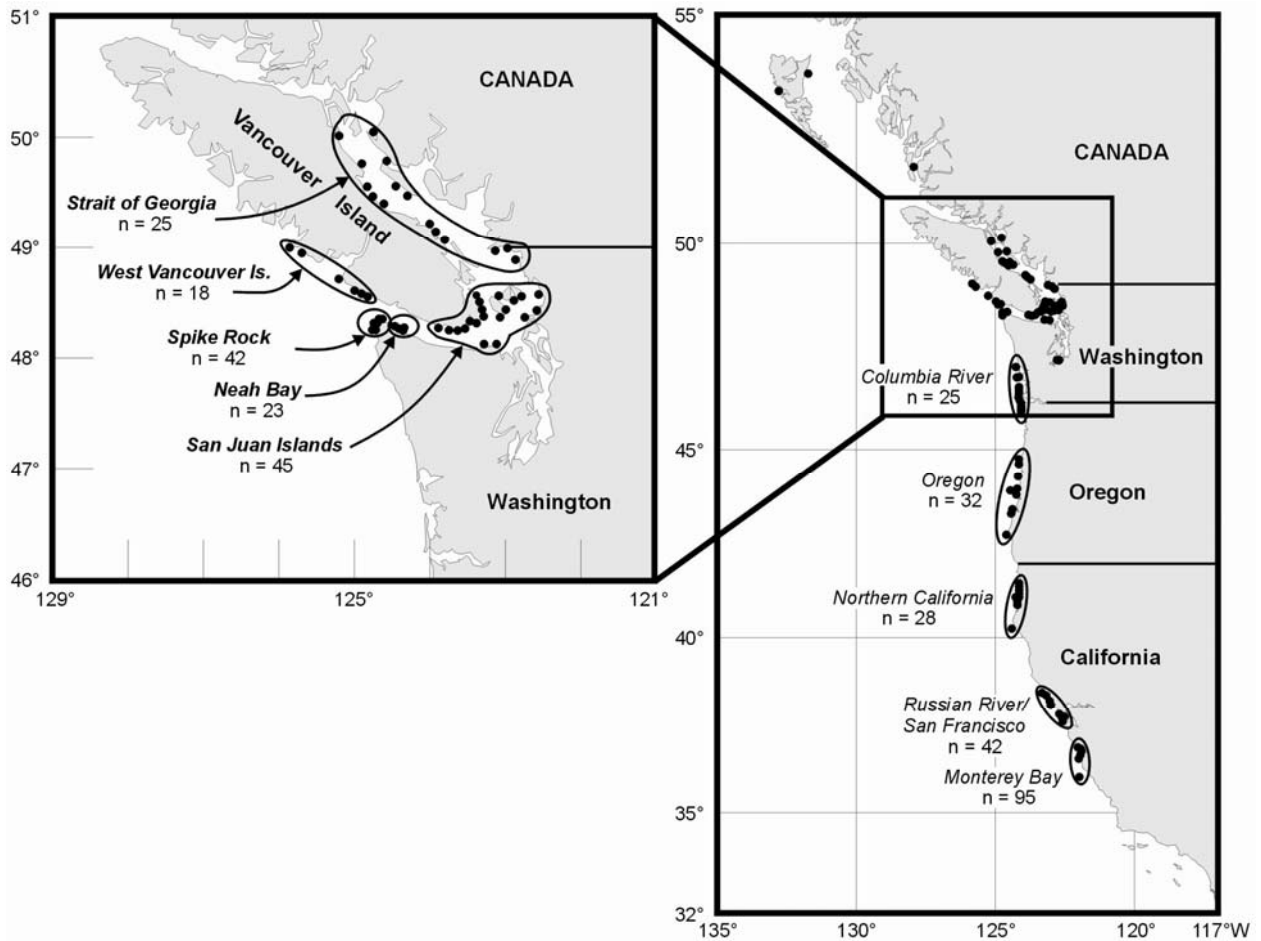 51°
50°
49°
48°
47°
46°
129°
125°
121°
CANADA
Vancouver
Island
Strait of Georgia
n = 25
West Vancouver Is.
n = 18
Spike Rock
n = 42
Neah Bay
n = 23
San Juan Islands
n = 45
Washington
55°
50°
45°
40°
35°
32°
135°
130°
125°
120°
117°W
CANADA
Washington
Columbia River
n = 25
Oregon
n = 32
Oregon
Northern California
n = 28
California
Russian River/
San Francisco
n = 42
Monterey Bay
n = 95